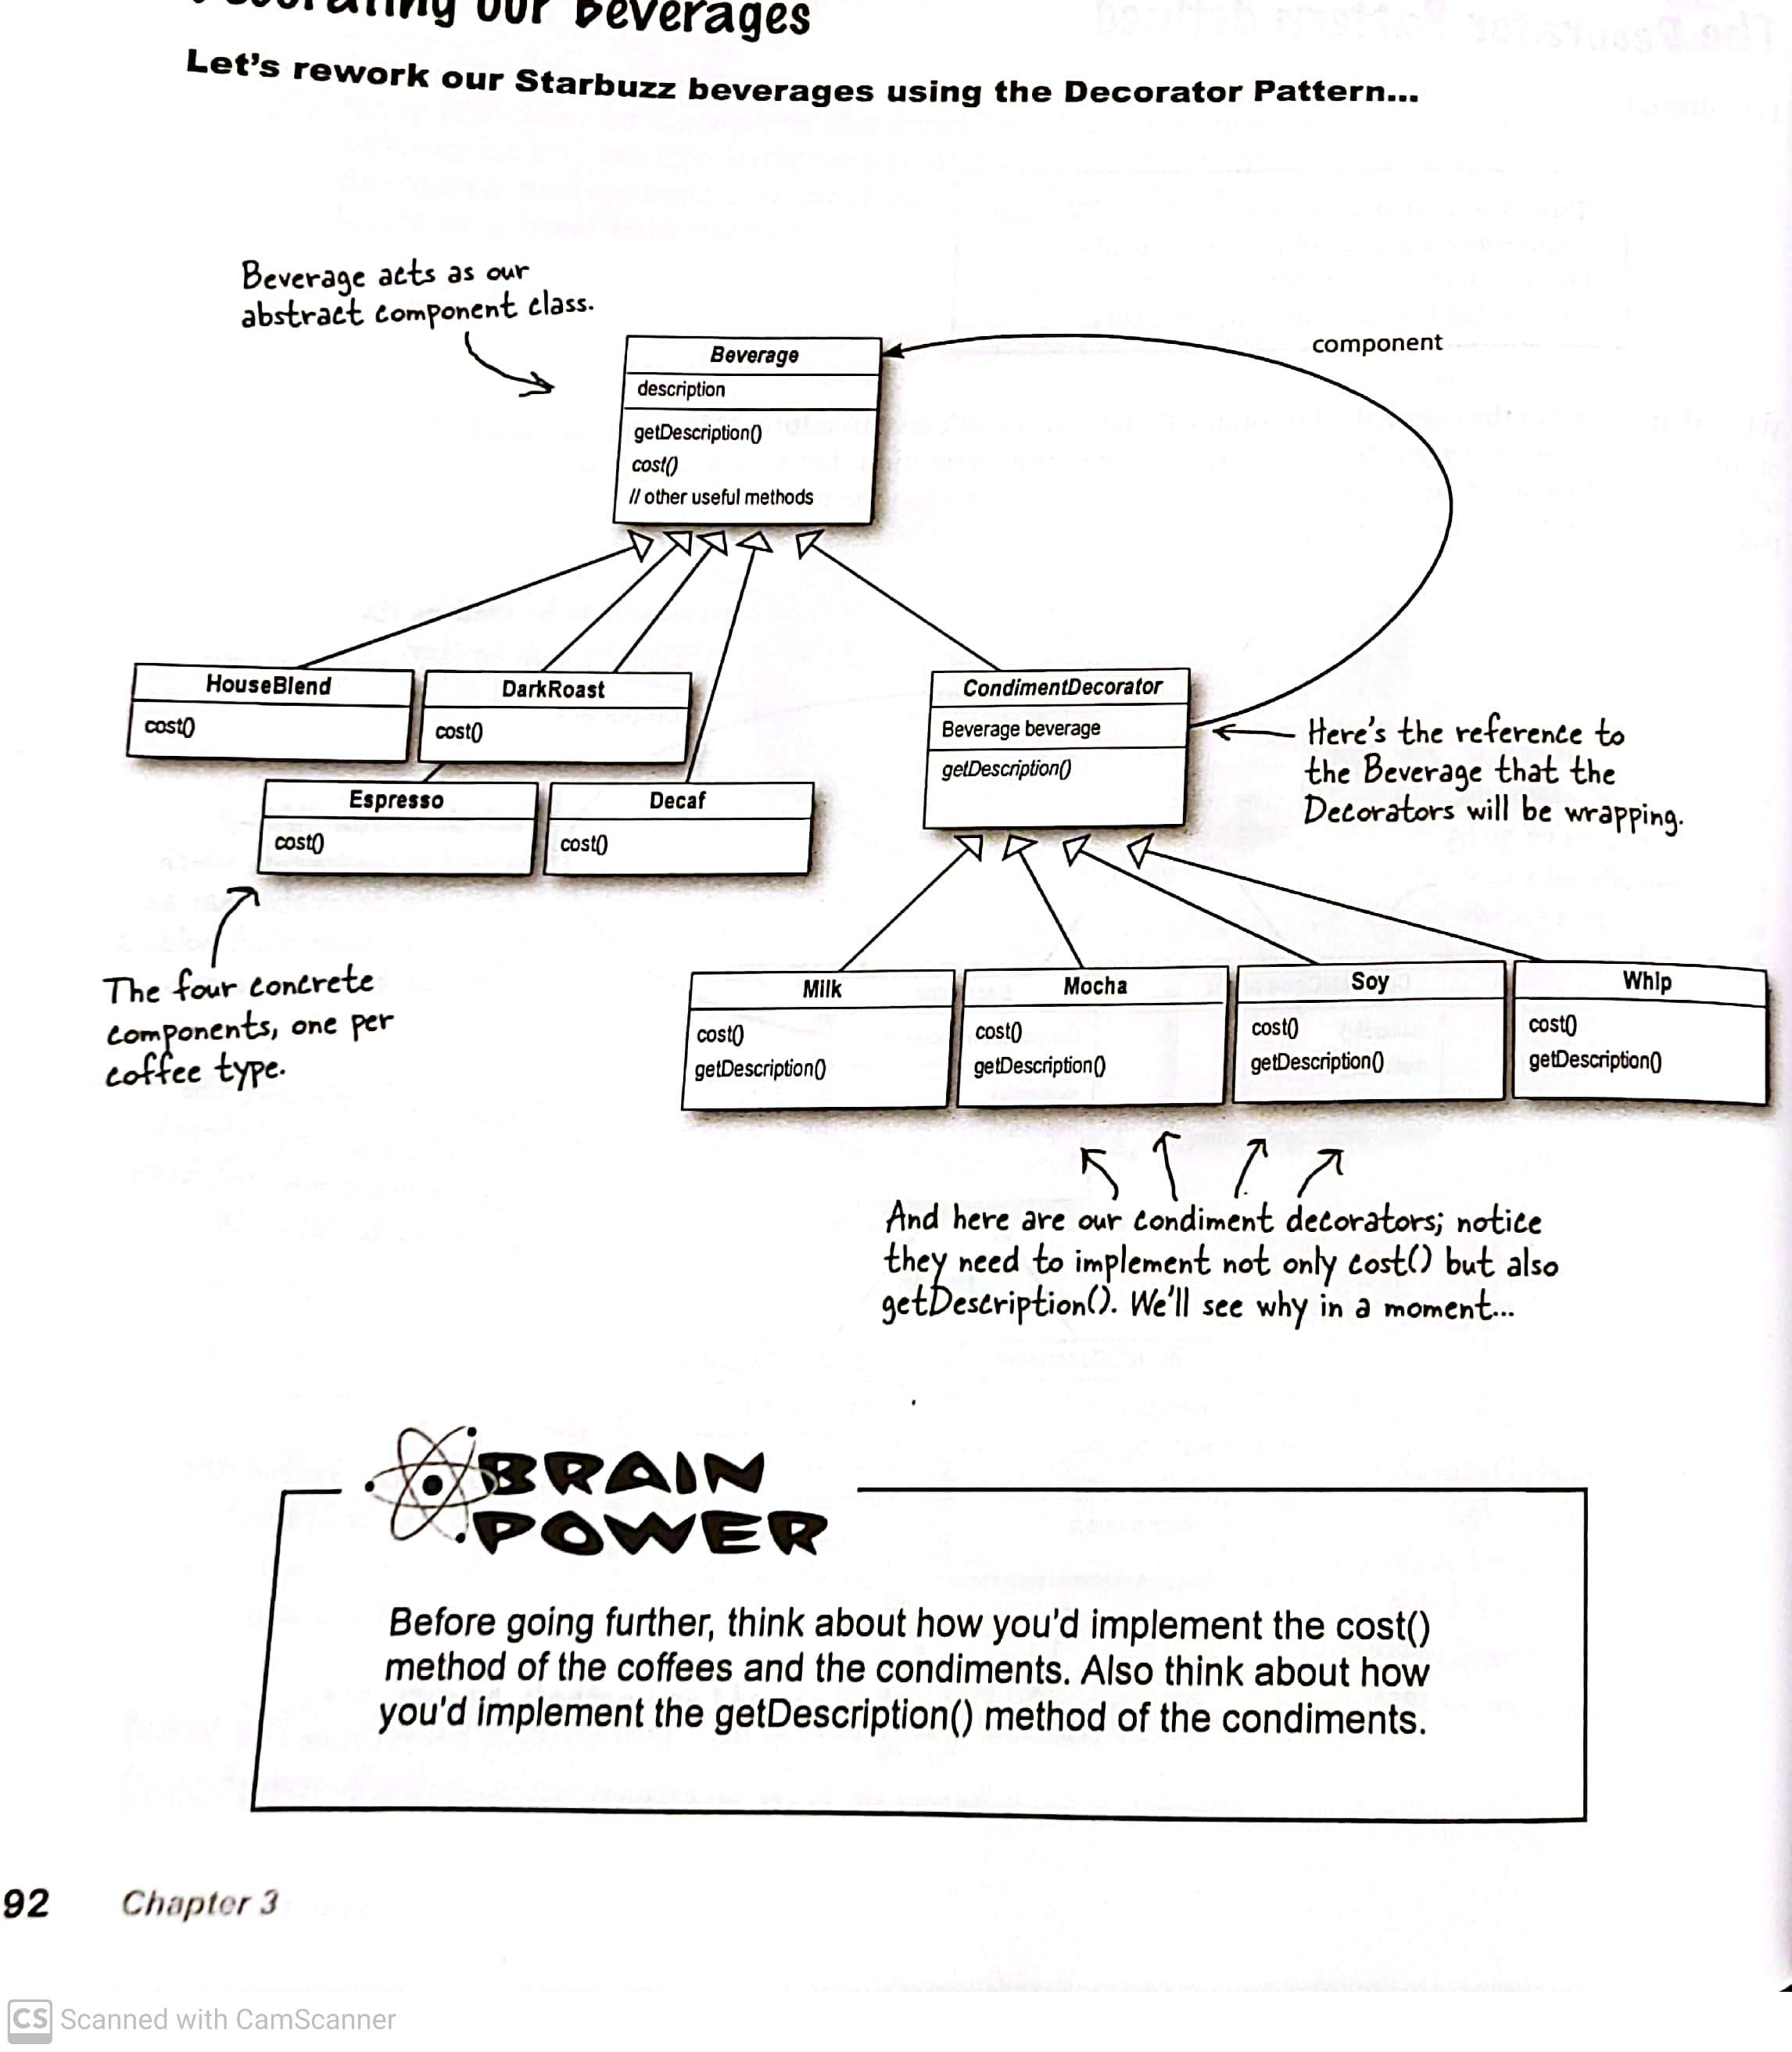 our Beverages
Let's rework our Starbuzz beverages using the Decorator Pattern...
Beverage acts as our
abstract component class.
Beverage
description
getDescription()
cost()
// other useful methods
component
HouseBlend
cost()
DarkRoast
cost()
Espresso
cost()
Decaf
cost()
CondimentDecorator
Beverage beverage
getDescription()
Here's the reference to
the Beverage that the
Decorators will be wrapping.
The four concrete
components, one per
coffee type.
Milk
cost()
getDescription()
Mocha
cost()
getDescription()
Soy
cost()
getDescription()
Whip
cost()
getDescription()
And here are our condiment decorators; notice
they need to implement not only cost() but also
getDescription(). We'll see why in a moment...
BRAIN
POWER
Before going further, think about how you'd implement the cost()
method of the coffees and the condiments. Also think about how
you'd implement the getDescription() method of the condiments.
92 Chapter 3
CS Scanned with CamScanner